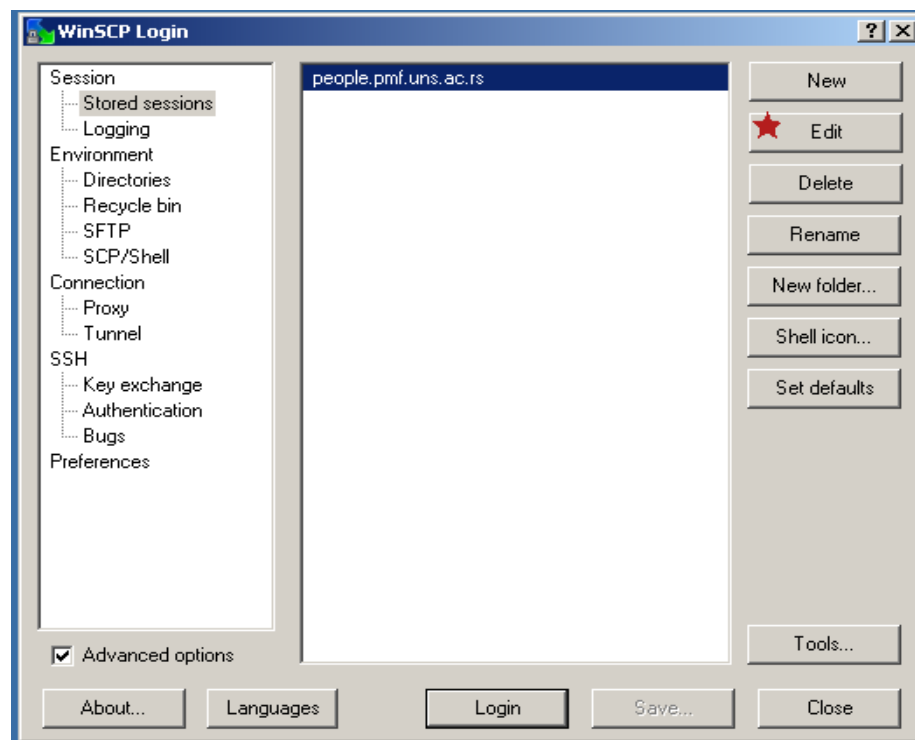 WinSCP Login
Session
Stored sessions
Logging
Environment
Directories
Recycle bin
SFTP
SCP/Shell
Connection
Proxy
Tunnel
SSH
Key exchange
Authentication
Bugs
Preferences
Advanced options
people.pmf.uns.ac.rs
New
Edit
Delete
Rename
New folder...
Shell icon...
Set defaults
Tools...
About...
Languages
Login
Save...
Close